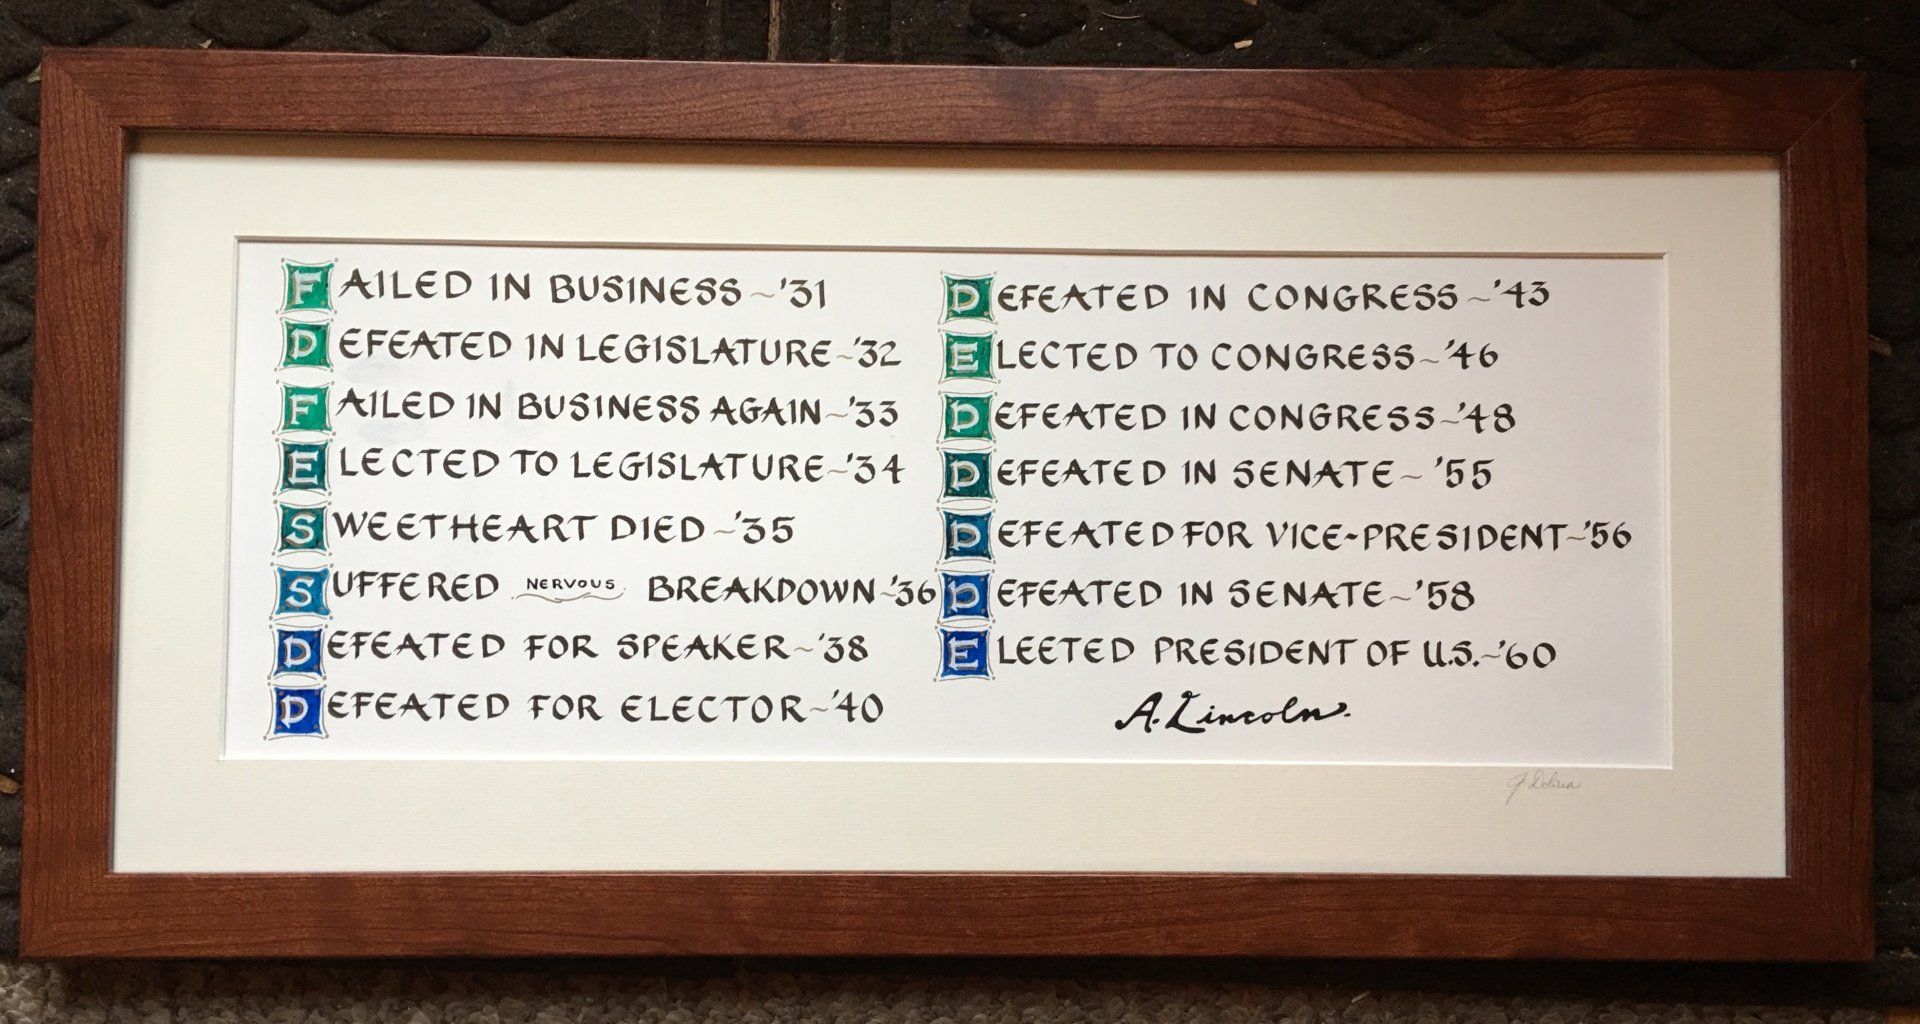 FAILED IN BUSINESS ~'31
DEFEATED IN LEGISLATURE ~'32
FAILED IN BUSINESS AGAIN ~'33
ELECTED TO LEGISLATURE ~'34
SWEETHEART DIED ~'35
SUFFERED NERVOUS BREAKDOWN ~'36
DEFEATED FOR SPEAKER ~'38
DEFEATED FOR ELECTOR ~'40
DEFEATED IN CONGRESS ~'43
ELECTED TO CONGRESS ~'46
DEFEATED IN CONGRESS ~'48
DEFEATED IN SENATE ~'55
DEFEATED FOR VICE-PRESIDENT ~'56
DEFEATED IN SENATE ~'58
ELEETED PRESIDENT OF U.S. ~'60
A. Lincoln.